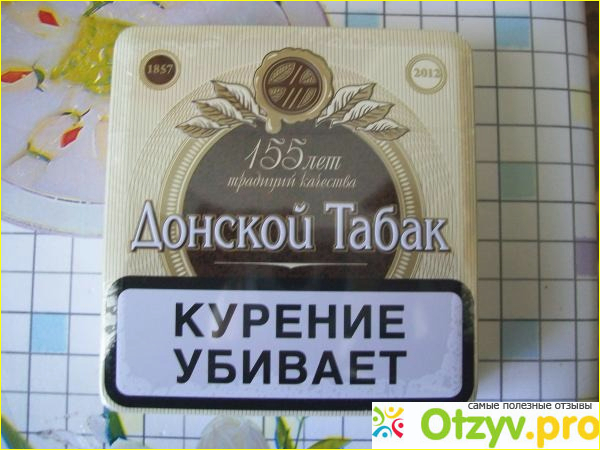 1857
2012
155 лет
традиций качества
Донской Табак
КУРЕНИЕ
УБИВАЕТ
самые полезные отзывы
Otzyv.pro